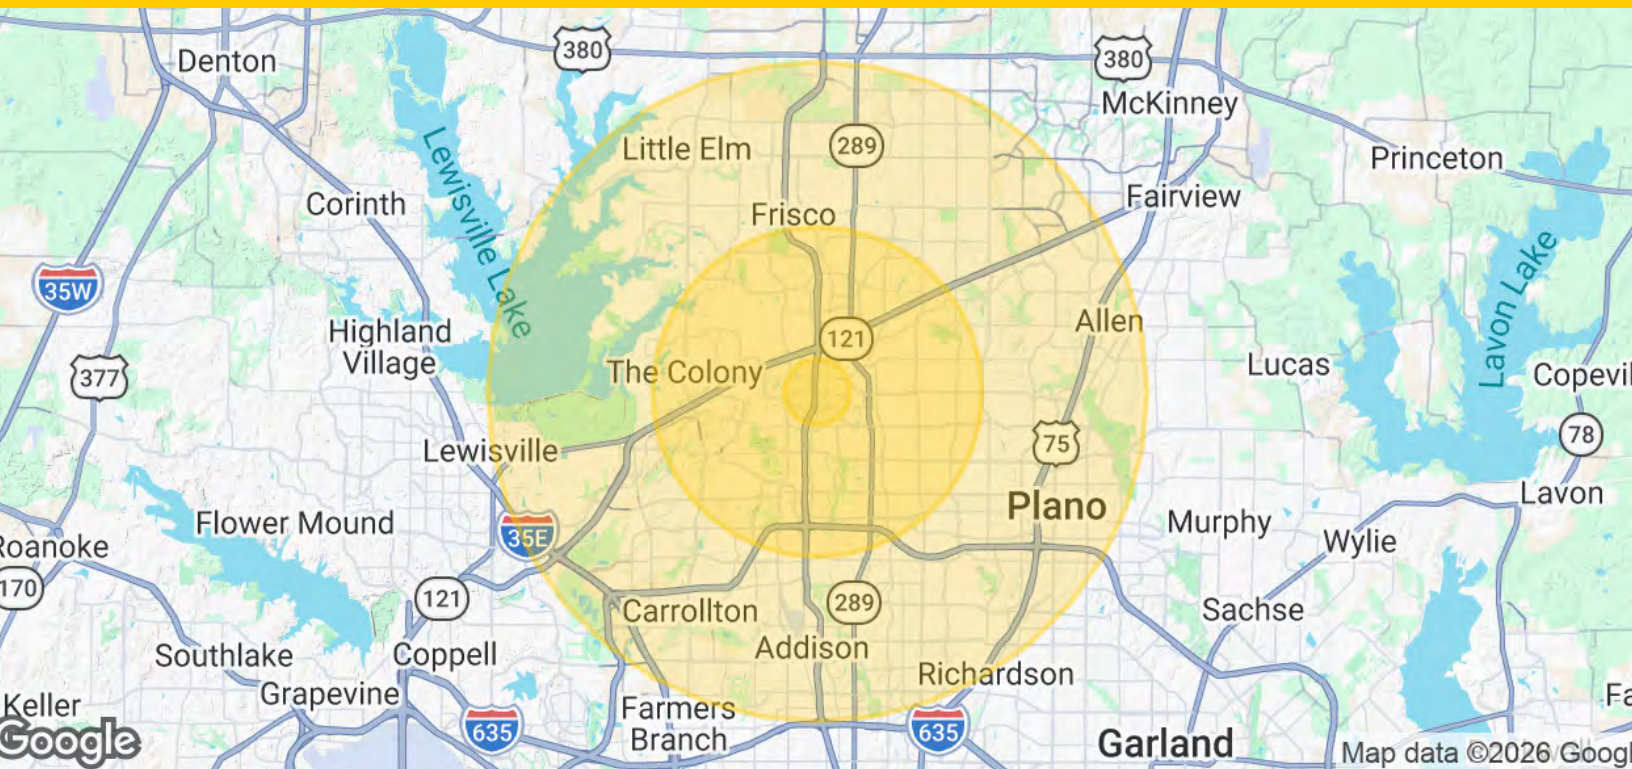 380
380
Denton
McKinney
Lewisville Lake
Little Elm
289
Princeton
Corinth
Fairview
Frisco
Lavon Lake
35W
Highland
Village
121
Allen
377
The Colony
Lucas
Copevil
78
75
Lewisville
Lavon
Plano
Flower Mound
35E
Murphy
Wylie
Roanoke
170
121
289
Carrollton
Sachse
Addison
Southlake
Coppell
Richardson
Grapevine
Keller
Fa
Farmers
Branch
635
635
Garland
Google
Map data ©2026 Googl